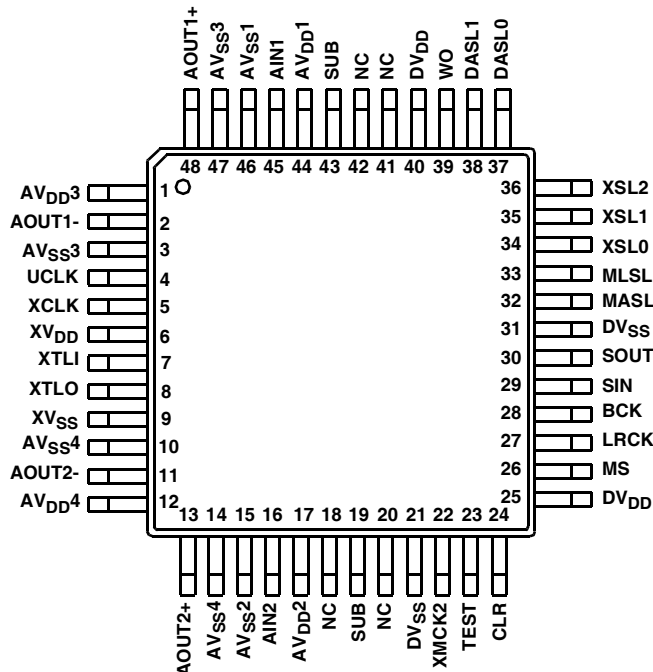 AOUT1+
AVSS3
AVSS1
AIN1
AVDD1
SUB
NC
NC
DVDD
WO
DASL1
DASL0
48 47 46 45 44 43 42 41 40 39 38 37
AVDD3 1
AOUT1- 2
AVSS3 3
UCLK 4
XCLK 5
XVDD 6
XTLI 7
XTLO 8
XVSS 9
AVSS4 10
AOUT2- 11
AVDD4 12
36 XSL2
35 XSL1
34 XSL0
33 MLSL
32 MASL
31 DVSS
30 SOUT
29 SIN
28 BCK
27 LRCK
26 MS
25 DVDD
13 14 15 16 17 18 19 20 21 22 23 24
AOUT2+
AVSS4
AVSS2
AIN2
AVDD2
NC
SUB
NC
DVSS
XMCK2
TEST
CLR